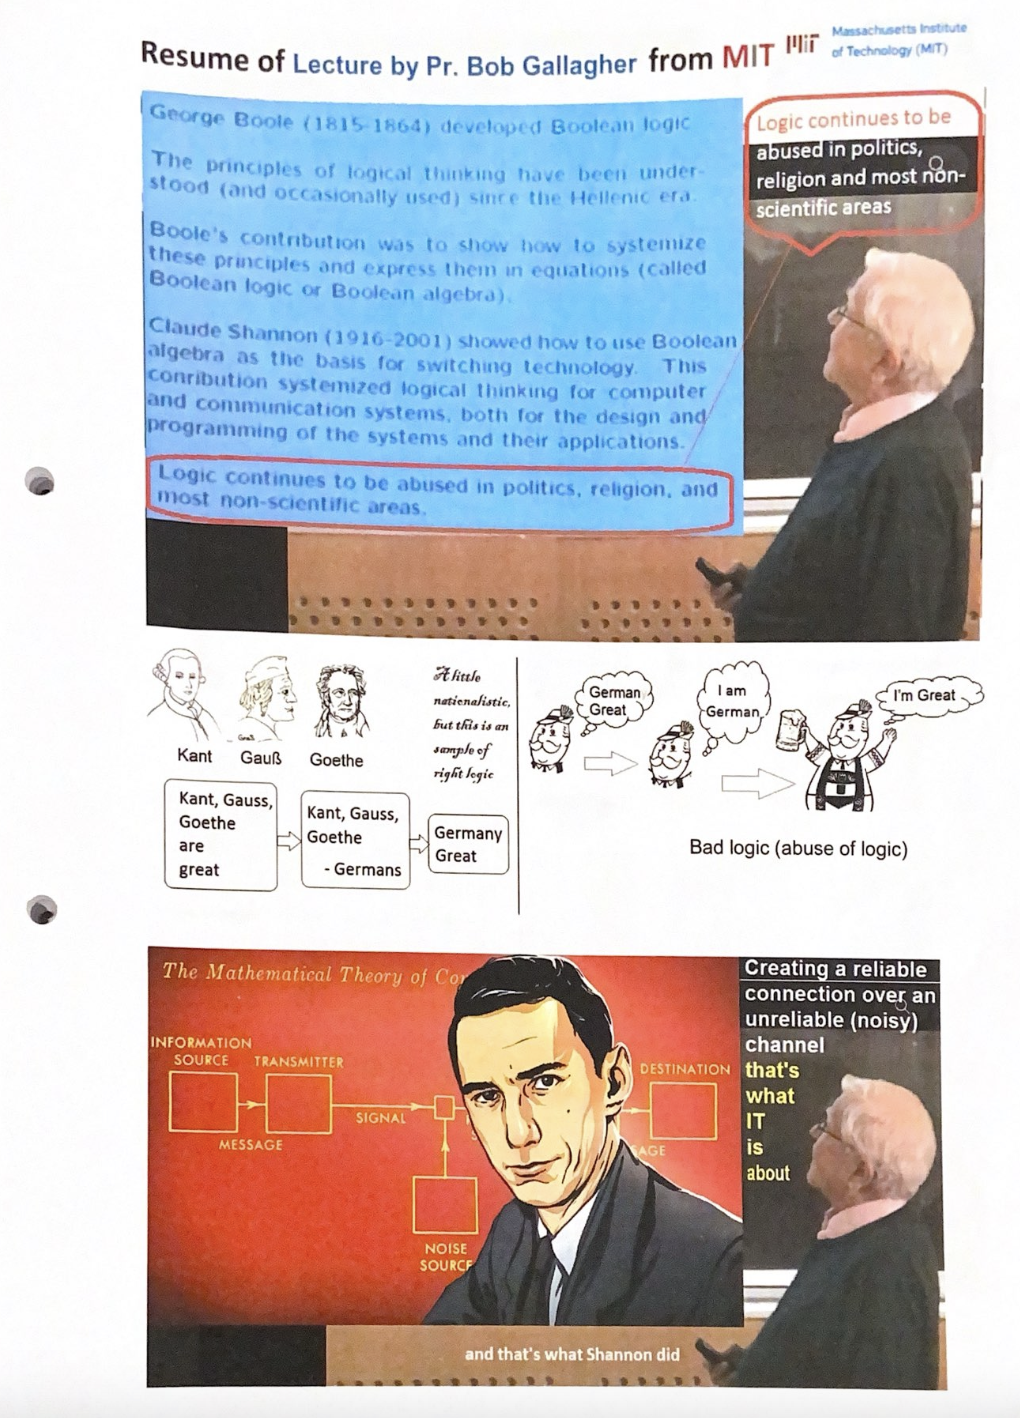 Resume of Lecture by Pr. Bob Gallagher from MIT
Massachusetts Institute
of Technology (MIT)
George Boole (1815-1864) developed Boolean logic
The principles of logical thinking have been under-
stood (and occasionally used) since the Hellenic era.
Boole's contribution was to show how to systemize
these principles and express them in equations (called
Boolean logic or Boolean algebra).
Claude Shannon (1916-2001) showed how to use Boolean
algebra as the basis for switching technology. This
conribution systemized logical thinking for computer
and communication systems, both for the design and
programming of the systems and their applications.
Logic continues to be abused in politics, religion, and
most non-scientific areas.
Logic continues to be
abused in politics,
religion and most non-
scientific areas
Kant
Gauß
Goethe
A little
nationalistic,
but this is an
sample of
right logic
Kant, Gauss,
Goethe
are
great
Kant, Gauss,
Goethe
- Germans
Germany
Great
German
Great
I am
German
I'm Great
Bad logic (abuse of logic)
The Mathematical Theory of Co
INFORMATION
SOURCE
TRANSMITTER
MESSAGE
SIGNAL
NOISE
SOURCE
DESTINATION
AGE
Creating a reliable
connection over an
unreliable (noisy)
channel
that's
what
IT
is
about
and that's what Shannon did